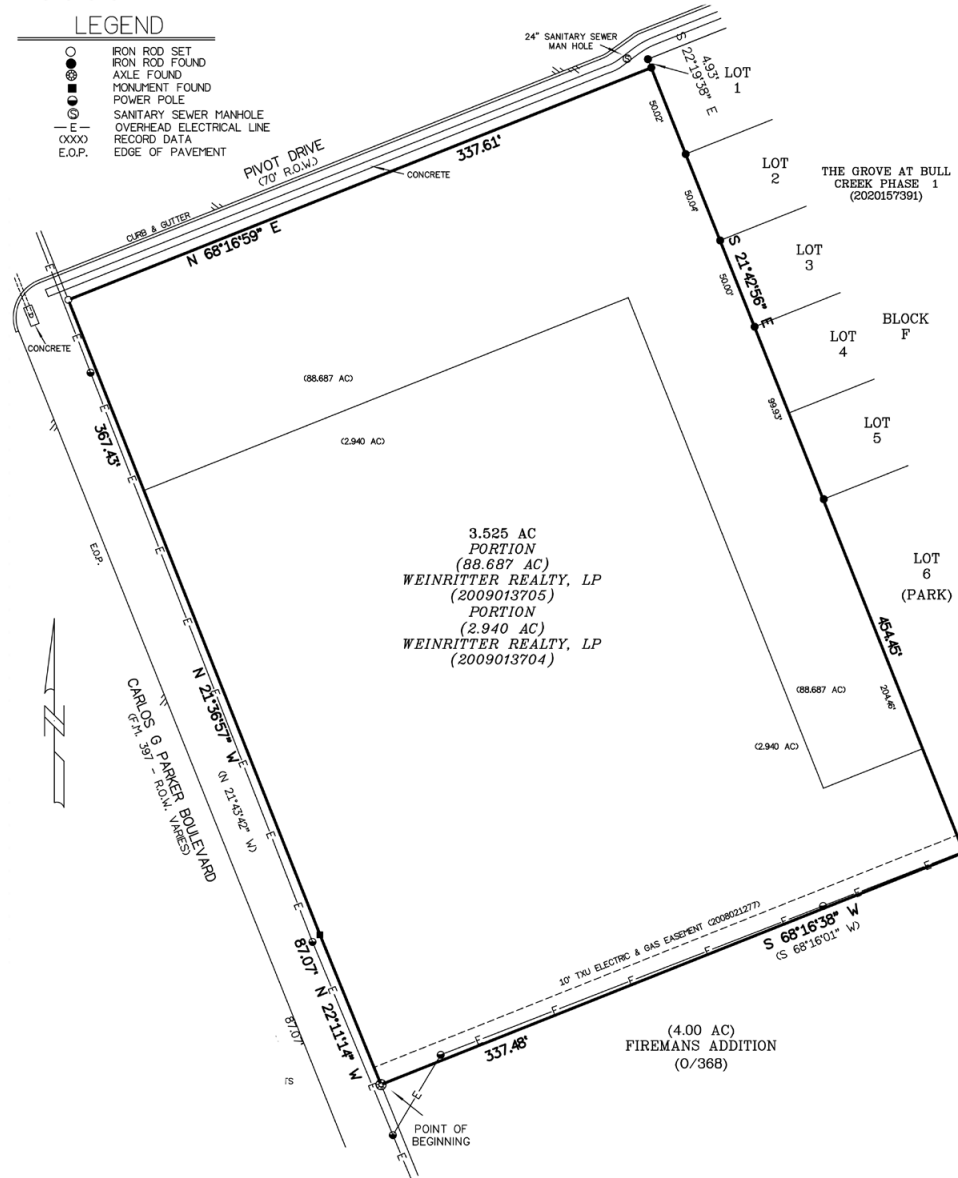 LEGEND
IRON ROD SET
IRON ROD FOUND
AXLE FOUND
MONUMENT FOUND
POWER POLE
SANITARY SEWER MANHOLE
— E — OVERHEAD ELECTRICAL LINE
(XXX) RECORD DATA
E.O.P. EDGE OF PAVEMENT
24" SANITARY SEWER
MAN HOLE
4.93'
S 22°19'38" E
LOT
1
PIVOT DRIVE
(70' R.O.W.)
337.61'
CONCRETE
CURB & GUTTER
N 68°16'59" E
50.02'
LOT
2
THE GROVE AT BULL
CREEK PHASE 1
(2020157391)
50.04'
S 21°42'56" E
LOT
3
50.00'
BLOCK
F
LOT
4
CONCRETE
(88.687 AC)
(2.940 AC)
99.93'
LOT
5
367.43'
E.O.P.
3.525 AC
PORTION
(88.687 AC)
WEINRITTER REALTY, LP
(2009013705)
PORTION
(2.940 AC)
WEINRITTER REALTY, LP
(2009013704)
LOT
6
(PARK)
454.45'
204.46'
(88.687 AC)
(2.940 AC)
N 21°36'57" W
(N 21°43'42" W)
CARLOS G PARKER BOULEVARD
(F.M. 397 - R.O.W. VARIES)
10' TXU ELECTRIC & GAS EASEMENT (2008021277)
S 68°16'38" W
(S 68°16'01" W)
87.07'
N 22°11'14" W
87.07'
TS
337.48'
(4.00 AC)
FIREMANS ADDITION
(O/368)
POINT OF
BEGINNING